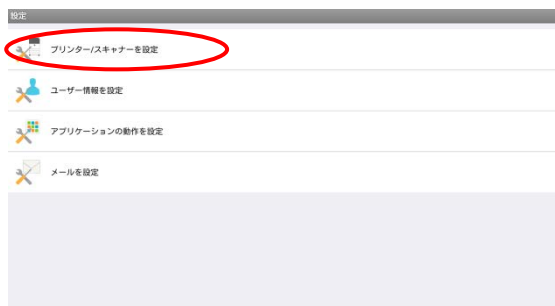 設定
プリンター/スキャナーを設定
ユーザー情報を設定
アプリケーションの動作を設定
メールを設定